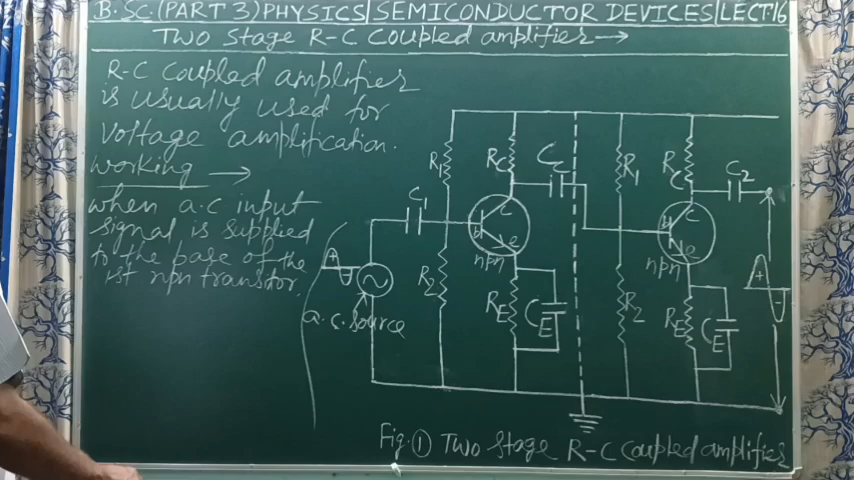 B.Sc.(PART 3) PHYSICS|SEMICONDUCTOR DEVICES|LECT.16
Two Stage R-C Coupled amplifier →
R-C Coupled amplifier
is usually used for
Voltage amplification.
working →
when a.c input
signal is supplied
to the base of the
1st npn transitor.
R1
RC
CC
R1
RC
C2
C1
c
b
e
npn
c
b
e
npn
+
-
R2
RE
CE
R2
RE
CE
+
-
a.c. source
Fig. 1 Two Stage R-C Coupled amplifier